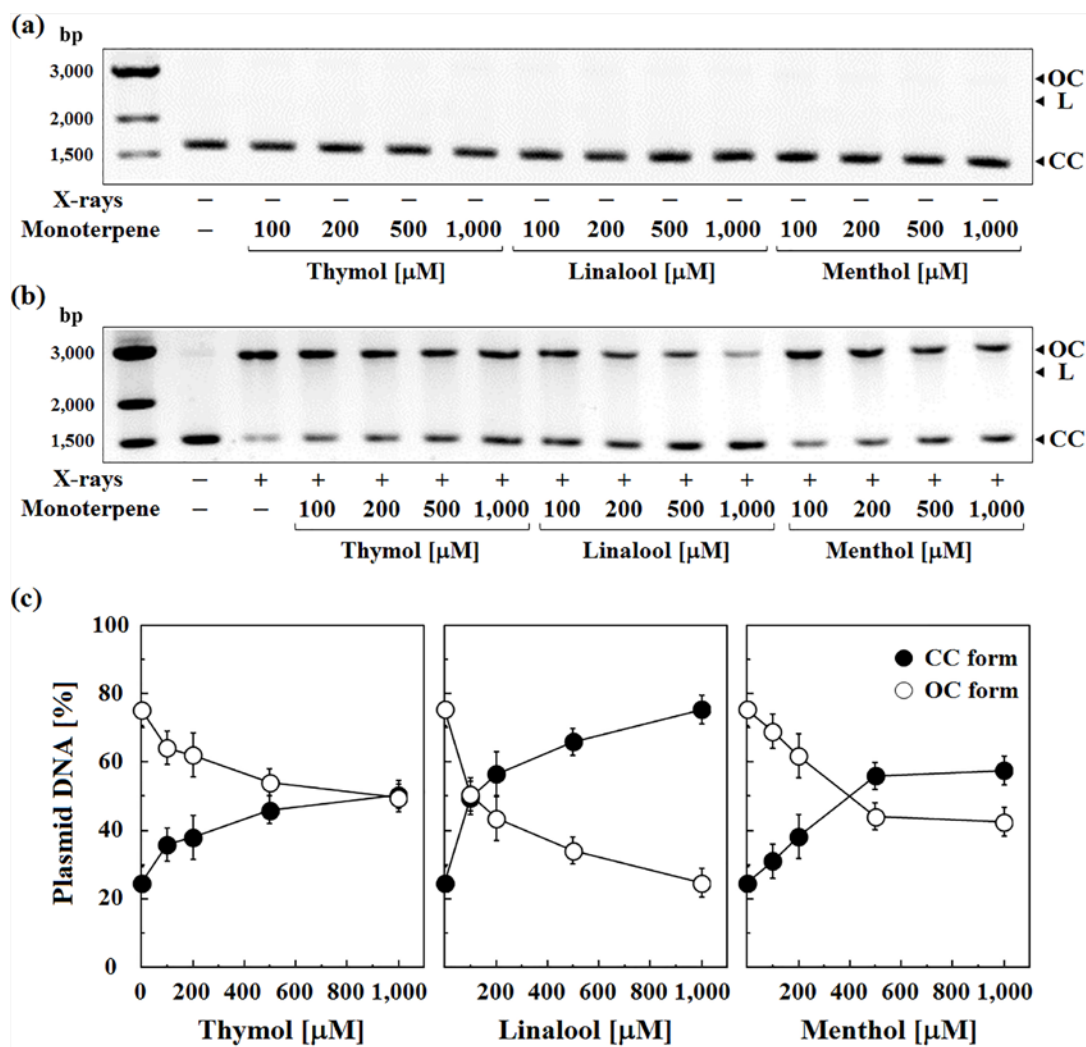 (a)
bp
3,000
2,000
1,500
OC
L
CC
X-rays − − − − − − − − − − − − −
Monoterpene − 100 200 500 1,000 100 200 500 1,000 100 200 500 1,000
Thymol [μM] Linalool [μM] Menthol [μM]
(b)
bp
3,000
2,000
1,500
OC
L
CC
X-rays − + + + + + + + + + + + + +
Monoterpene − − 100 200 500 1,000 100 200 500 1,000 100 200 500 1,000
Thymol [μM] Linalool [μM] Menthol [μM]
(c)
Plasmid DNA [%]
100
80
60
40
20
0
CC form
OC form
0 200 400 600 800 1,000 200 400 600 800 1,000 200 400 600 800 1,000
Thymol [μM] Linalool [μM] Menthol [μM]